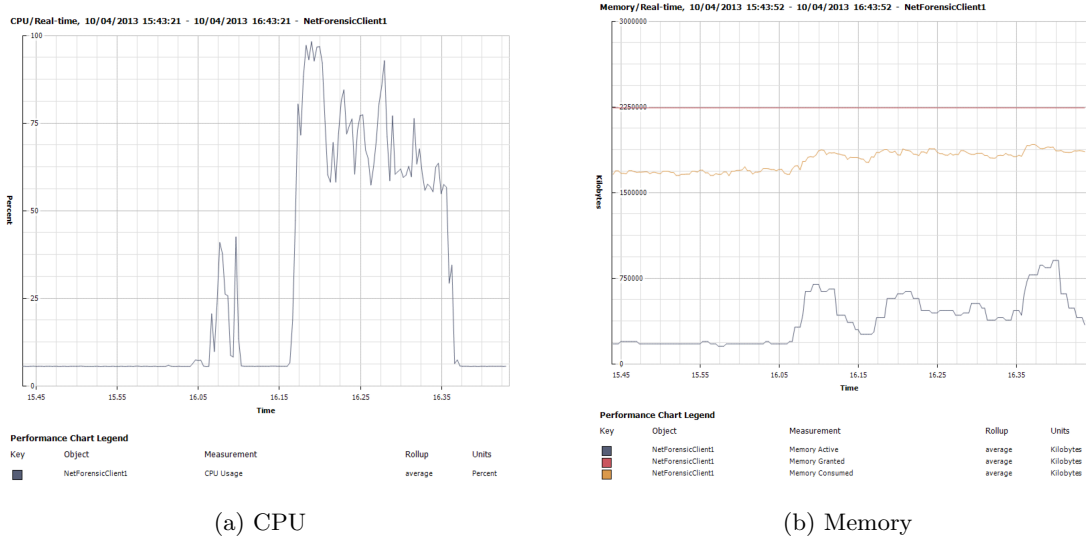 CPU/Real-time, 10/04/2013 15:43:21 - 10/04/2013 16:43:21 - NetForensicClient1
100
75
50
25
0
Percent
15.45 15.55 16.05 16.15 16.25 16.35
Time
Performance Chart Legend
Key Object Measurement Rollup Units
NetForensicClient1 CPU Usage average Percent
(a) CPU
Memory/Real-time, 10/04/2013 15:43:52 - 10/04/2013 16:43:52 - NetForensicClient1
3000000
2250000
1500000
750000
0
Kilobytes
15.45 15.55 16.05 16.15 16.25 16.35
Time
Performance Chart Legend
Key Object Measurement Rollup Units
NetForensicClient1 Memory Active average Kilobytes
NetForensicClient1 Memory Granted average Kilobytes
NetForensicClient1 Memory Consumed average Kilobytes
(b) Memory